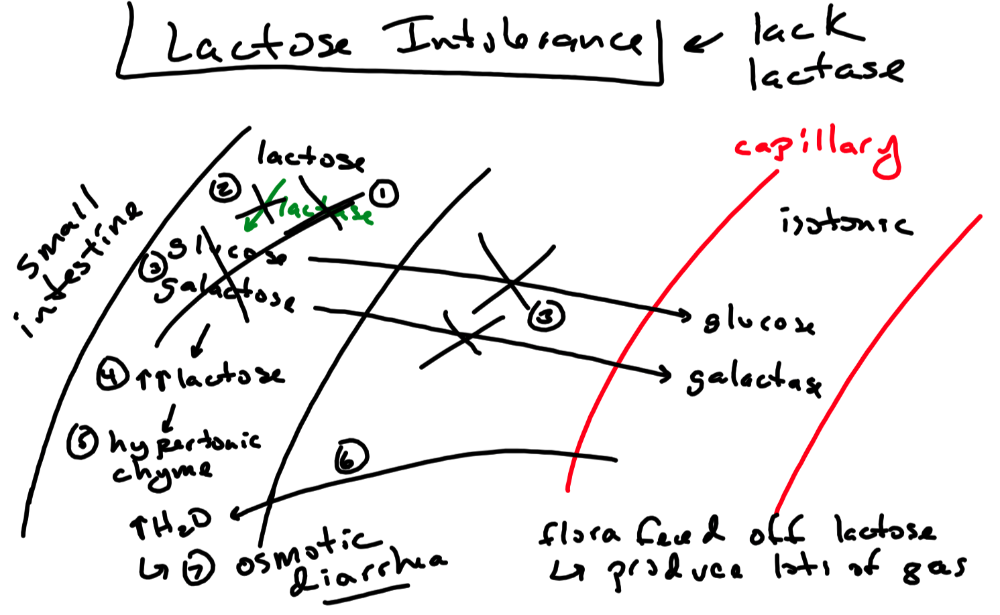 Lactose Intolerance
lack
lactase
capillary
small
intestine
lactose
②
lactase
①
isotonic
③ glucose
galactose
③
glucose
galactase
④ ↑↑ lactose
⑤ hypertonic
chyme
⑥
↑H₂O
↳ ⑦ osmotic
diarrhea
flora feed off lactose
↳ produce lots of gas